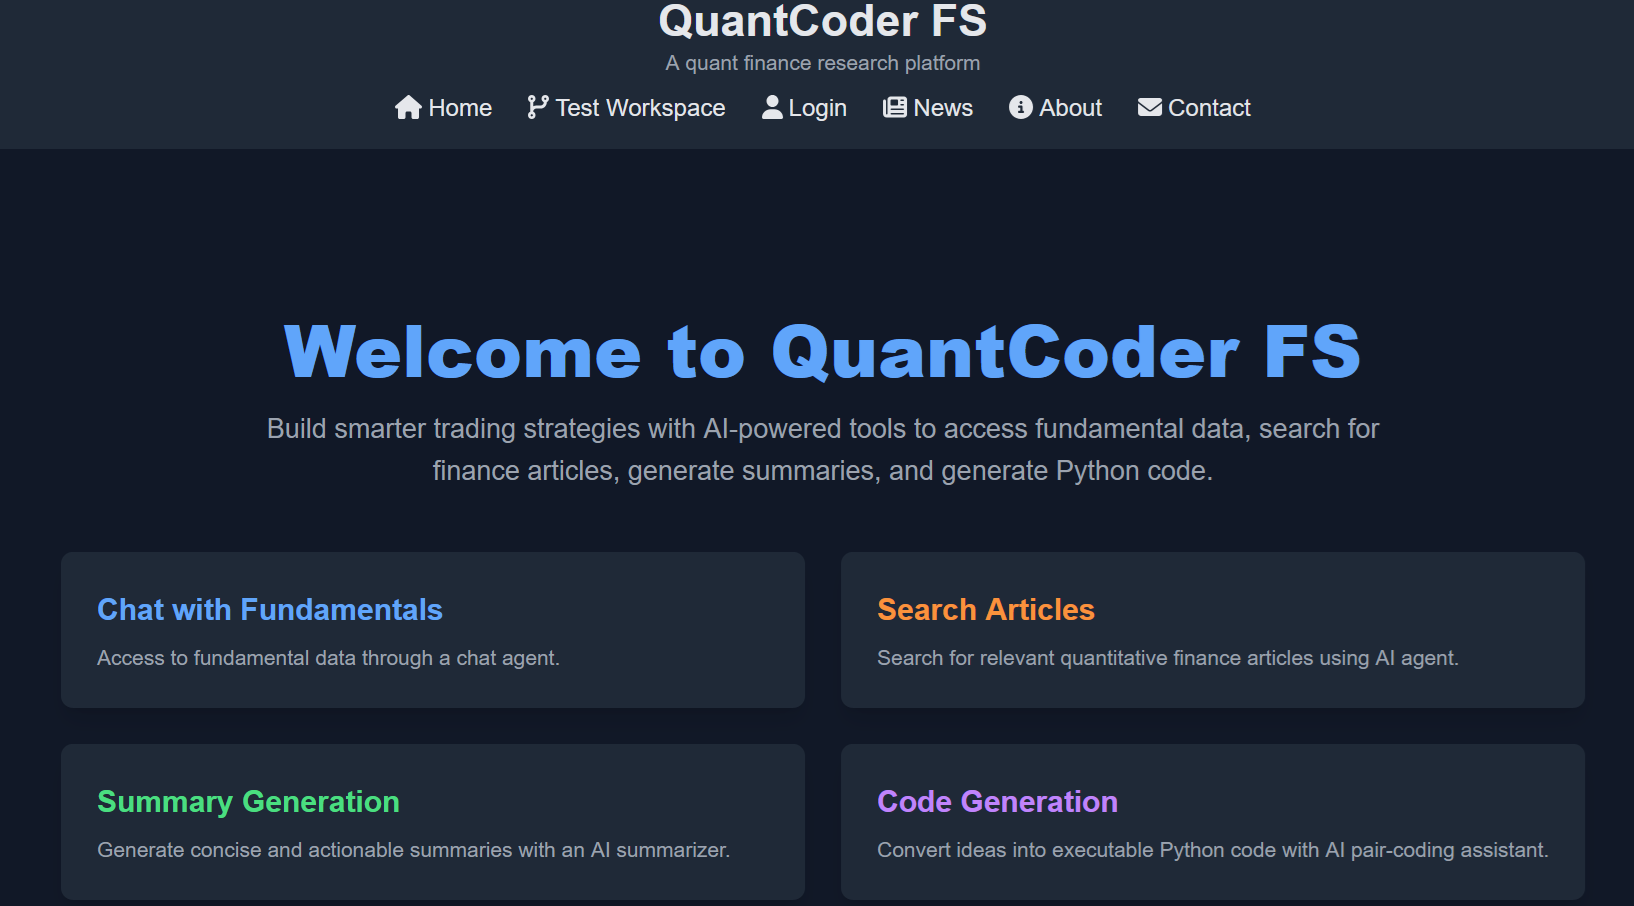 QuantCoder FS
A quant finance research platform
Home Test Workspace Login News About Contact
Welcome to QuantCoder FS
Build smarter trading strategies with AI-powered tools to access fundamental data, search for
finance articles, generate summaries, and generate Python code.
Chat with Fundamentals
Access to fundamental data through a chat agent.
Search Articles
Search for relevant quantitative finance articles using AI agent.
Summary Generation
Generate concise and actionable summaries with an AI summarizer.
Code Generation
Convert ideas into executable Python code with AI pair-coding assistant.